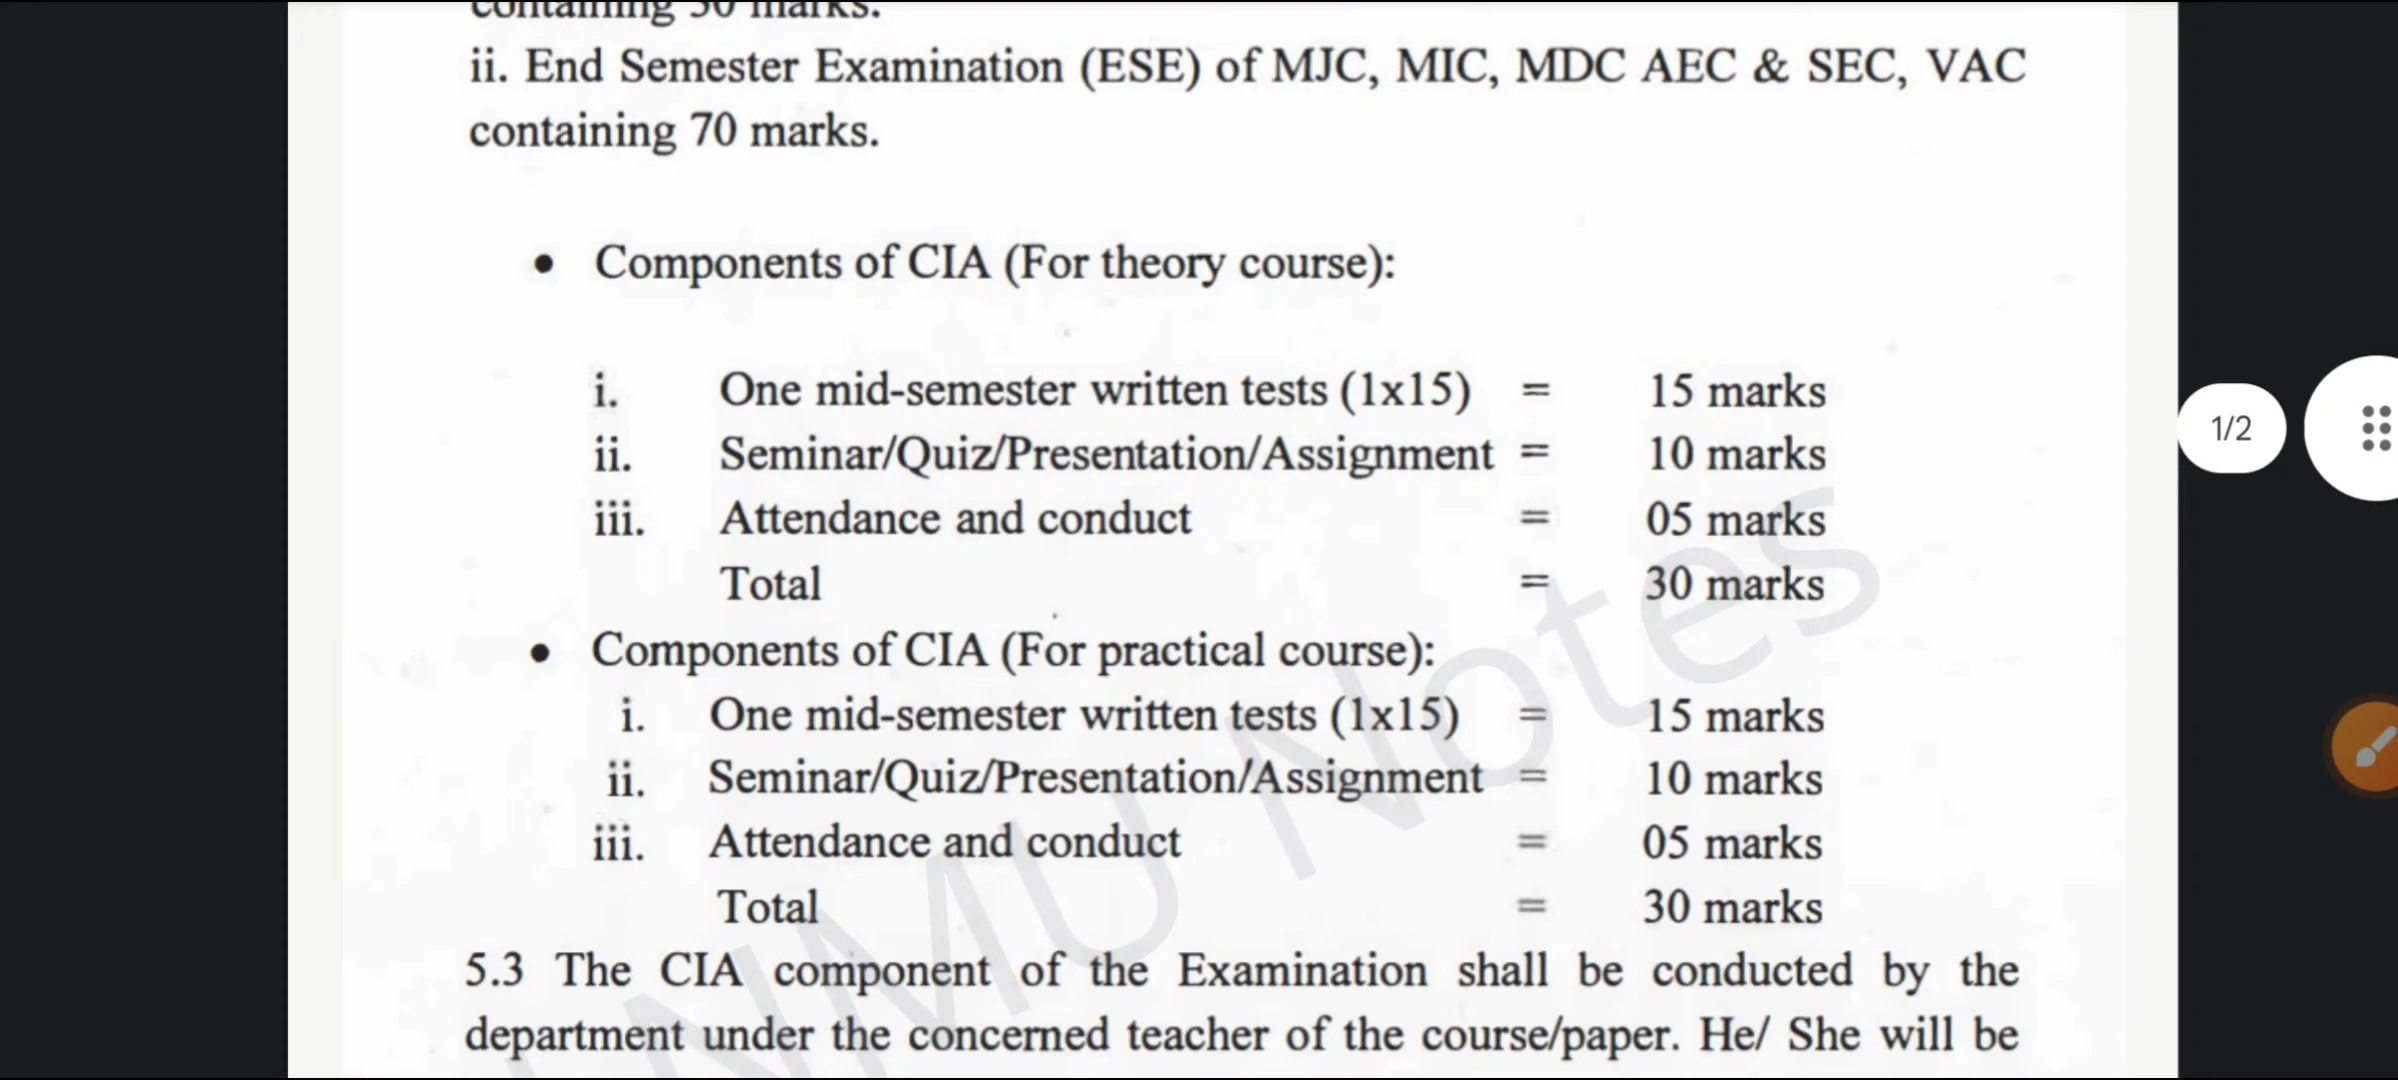 containing 30 marks.
ii. End Semester Examination (ESE) of MJC, MIC, MDC AEC & SEC, VAC
containing 70 marks.
• Components of CIA (For theory course):
i. One mid-semester written tests (1x15) = 15 marks
ii. Seminar/Quiz/Presentation/Assignment = 10 marks
iii. Attendance and conduct = 05 marks
Total = 30 marks
• Components of CIA (For practical course):
i. One mid-semester written tests (1x15) = 15 marks
ii. Seminar/Quiz/Presentation/Assignment = 10 marks
iii. Attendance and conduct = 05 marks
Total = 30 marks
5.3 The CIA component of the Examination shall be conducted by the
department under the concerned teacher of the course/paper. He/ She will be
1/2
NMU Notes